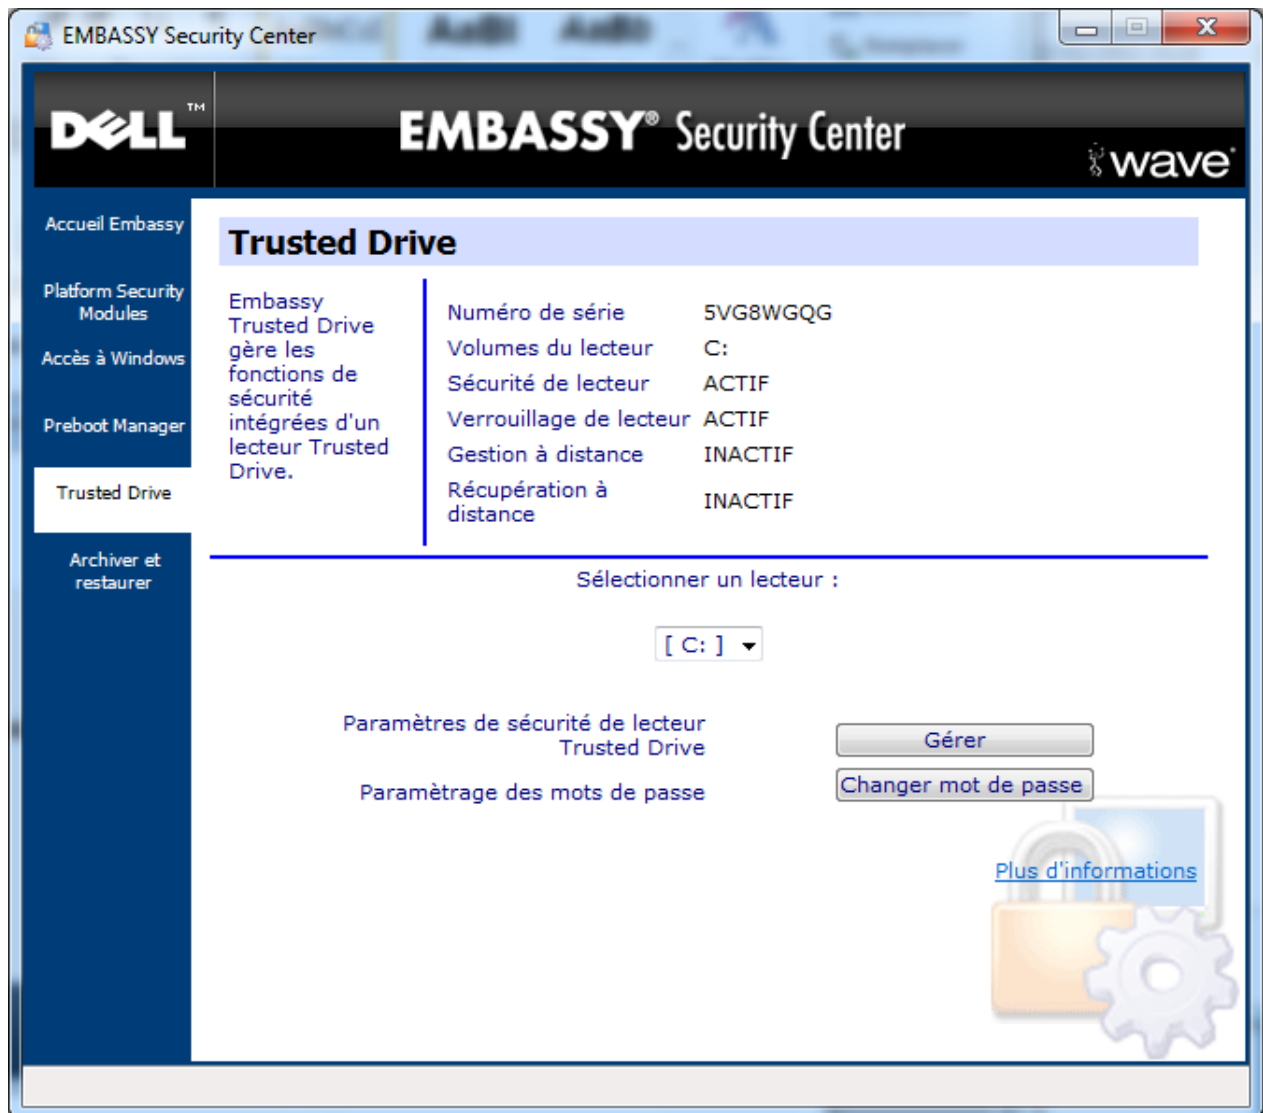 EMBASSY Security Center
DELL™
EMBASSY® Security Center
wave
Accueil Embassy
Platform Security
Modules
Accès à Windows
Preboot Manager
Trusted Drive
Archiver et
restaurer
Trusted Drive
Embassy
Trusted Drive
gère les
fonctions de
sécurité
intégrées d'un
lecteur Trusted
Drive.
Numéro de série 5VG8WGQG
Volumes du lecteur C:
Sécurité de lecteur ACTIF
Verrouillage de lecteur ACTIF
Gestion à distance INACTIF
Récupération à
distance INACTIF
Sélectionner un lecteur :
[ C: ]
Paramètres de sécurité de lecteur
Trusted Drive
Gérer
Paramètrage des mots de passe
Changer mot de passe
Plus d'informations